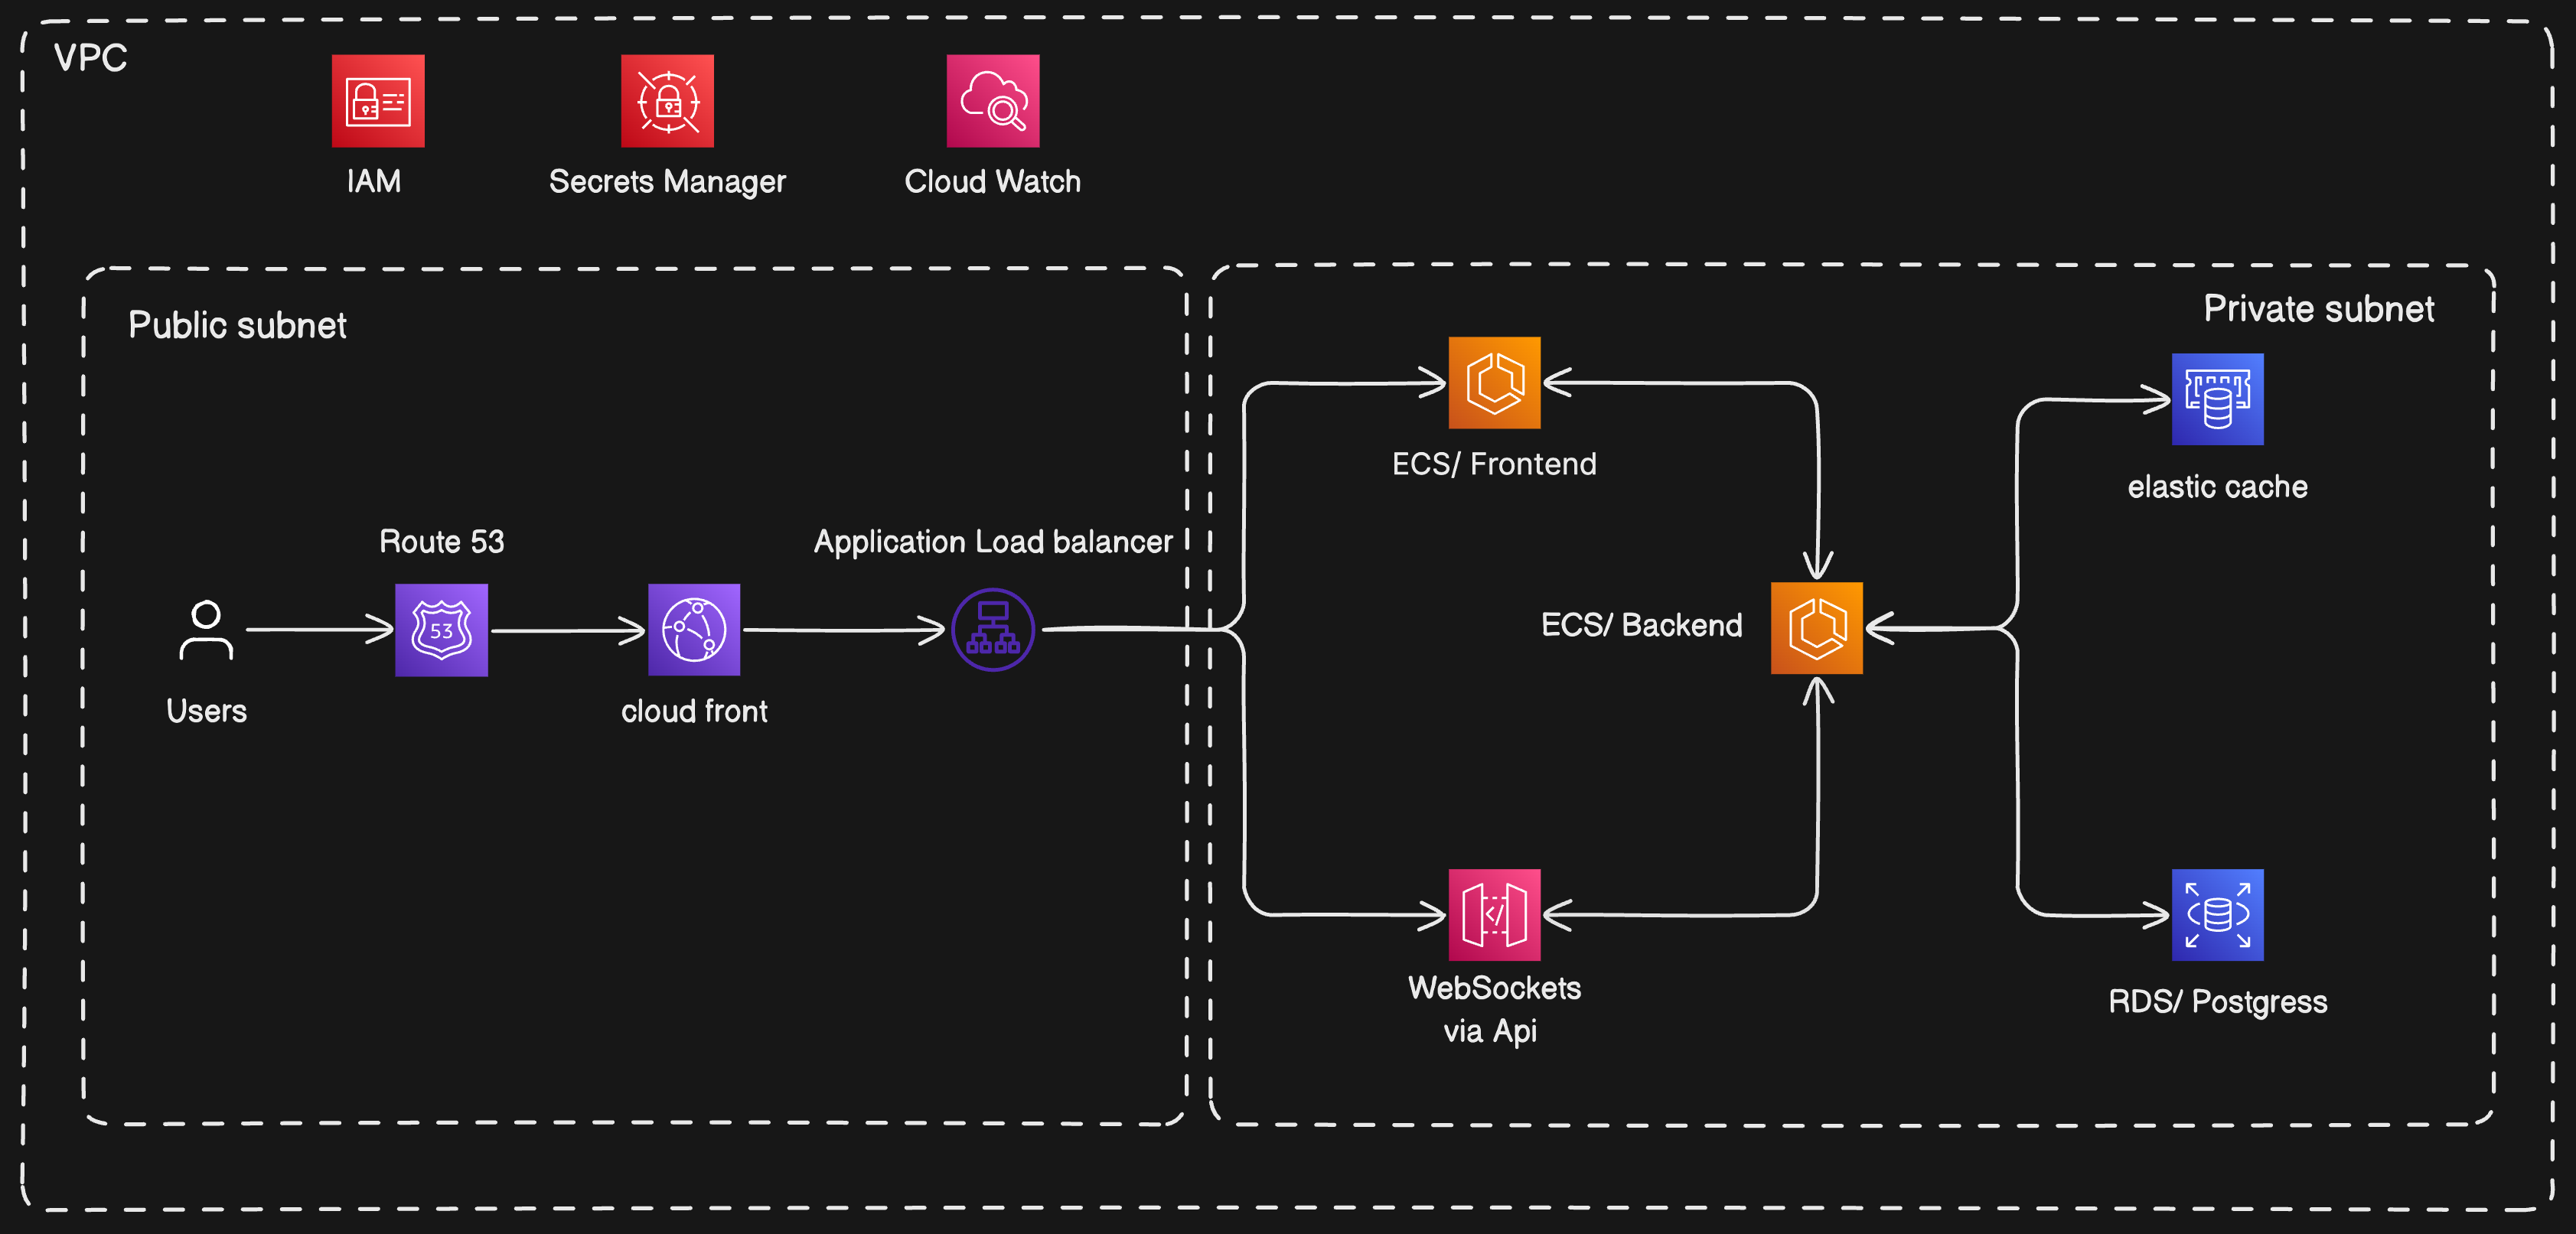 VPC
IAM
Secrets Manager
Cloud Watch
Public subnet
Private subnet
ECS/ Frontend
elastic cache
Route 53
Application Load balancer
53
ECS/ Backend
Users
cloud front
WebSockets
via Api
RDS/ Postgress